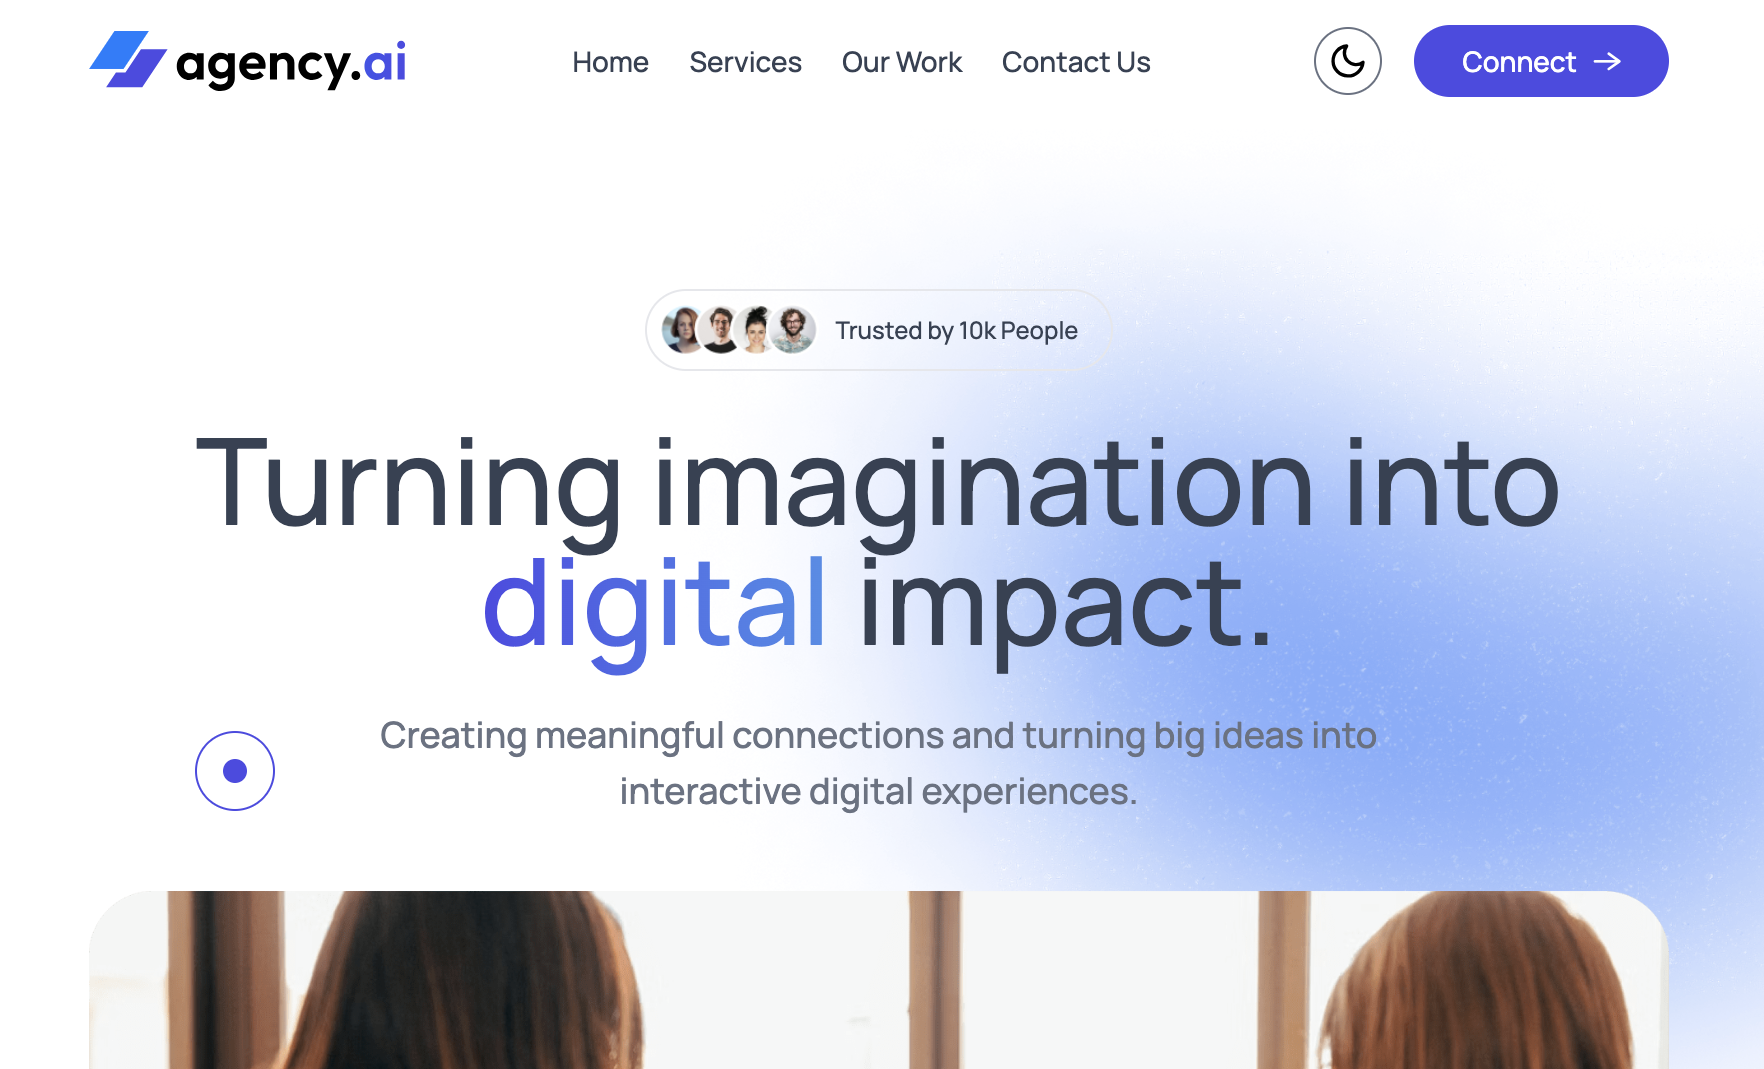 agency.ai
Home
Services
Our Work
Contact Us
Connect
Trusted by 10k People
Turning imagination into
digital impact.
Creating meaningful connections and turning big ideas into
interactive digital experiences.